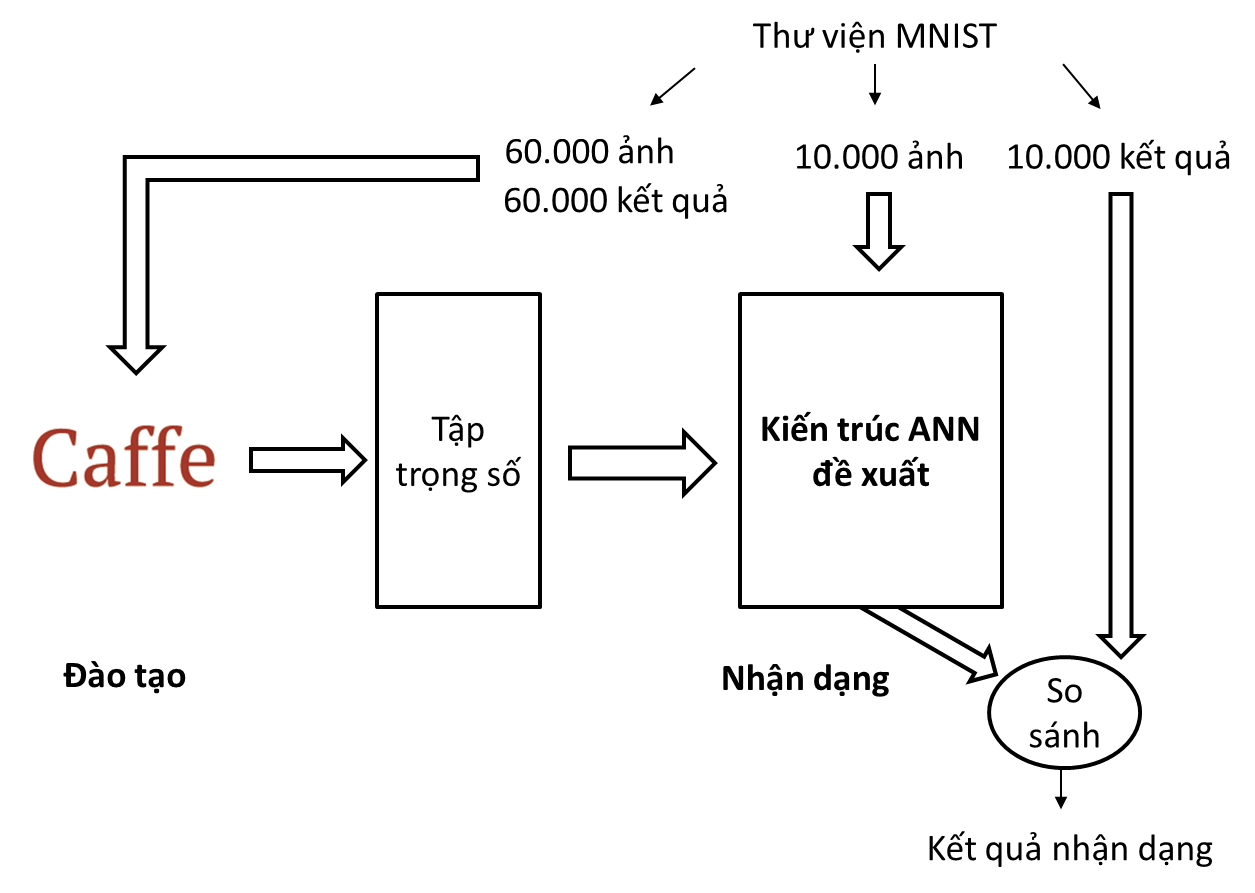 Thư viện MNIST
60.000 ảnh
60.000 kết quả
10.000 ảnh
10.000 kết quả
Caffe
Tập
trọng số
Kiến trúc ANN
đề xuất
Đào tạo
Nhận dạng
So
sánh
Kết quả nhận dạng